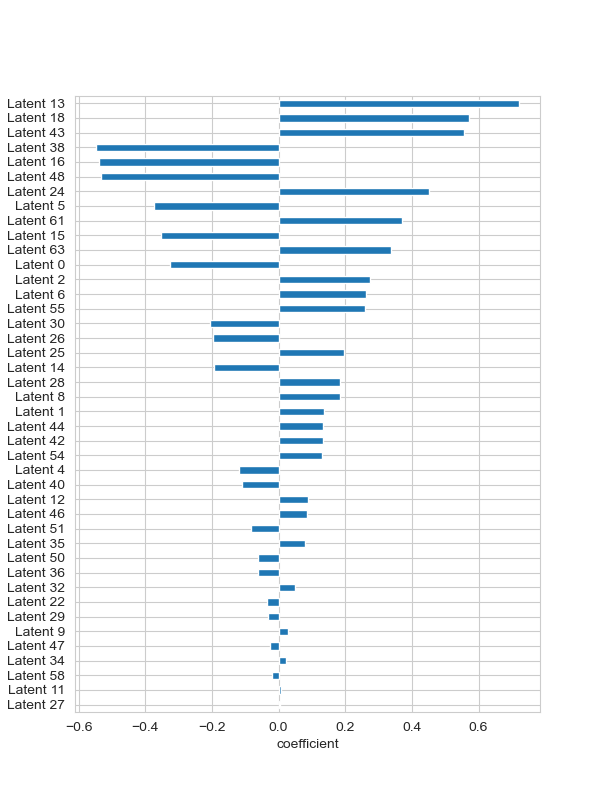 Latent 13
Latent 18
Latent 43
Latent 38
Latent 16
Latent 48
Latent 24
Latent 5
Latent 61
Latent 15
Latent 63
Latent 0
Latent 2
Latent 6
Latent 55
Latent 30
Latent 26
Latent 25
Latent 14
Latent 28
Latent 8
Latent 1
Latent 44
Latent 42
Latent 54
Latent 4
Latent 40
Latent 12
Latent 46
Latent 51
Latent 35
Latent 50
Latent 36
Latent 32
Latent 22
Latent 29
Latent 9
Latent 47
Latent 34
Latent 58
Latent 11
Latent 27
−0.6 −0.4 −0.2 0.0 0.2 0.4 0.6
coefficient